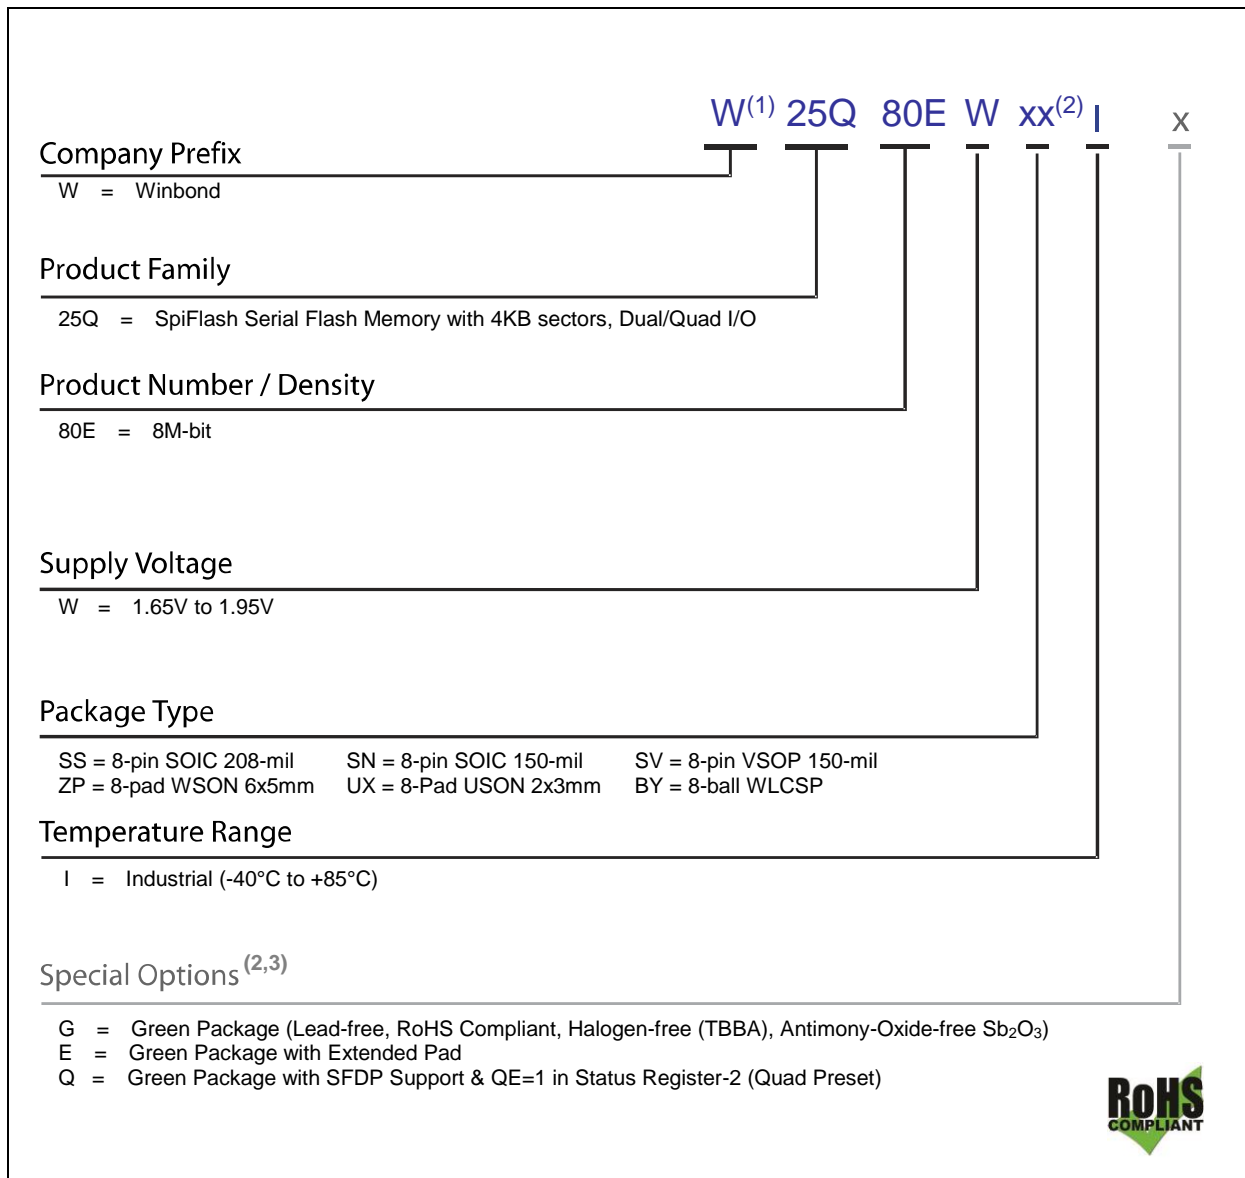 W(1) 25Q 80E W xx(2) I x
Company Prefix
W = Winbond
Product Family
25Q = SpiFlash Serial Flash Memory with 4KB sectors, Dual/Quad I/O
Product Number / Density
80E = 8M-bit
Supply Voltage
W = 1.65V to 1.95V
Package Type
SS = 8-pin SOIC 208-mil SN = 8-pin SOIC 150-mil SV = 8-pin VSOP 150-mil
ZP = 8-pad WSON 6x5mm UX = 8-Pad USON 2x3mm BY = 8-ball WLCSP
Temperature Range
I = Industrial (-40°C to +85°C)
Special Options (2,3)
G = Green Package (Lead-free, RoHS Compliant, Halogen-free (TBBA), Antimony-Oxide-free Sb₂O₃)
E = Green Package with Extended Pad
Q = Green Package with SFDP Support & QE=1 in Status Register-2 (Quad Preset)
RoHS
COMPLIANT